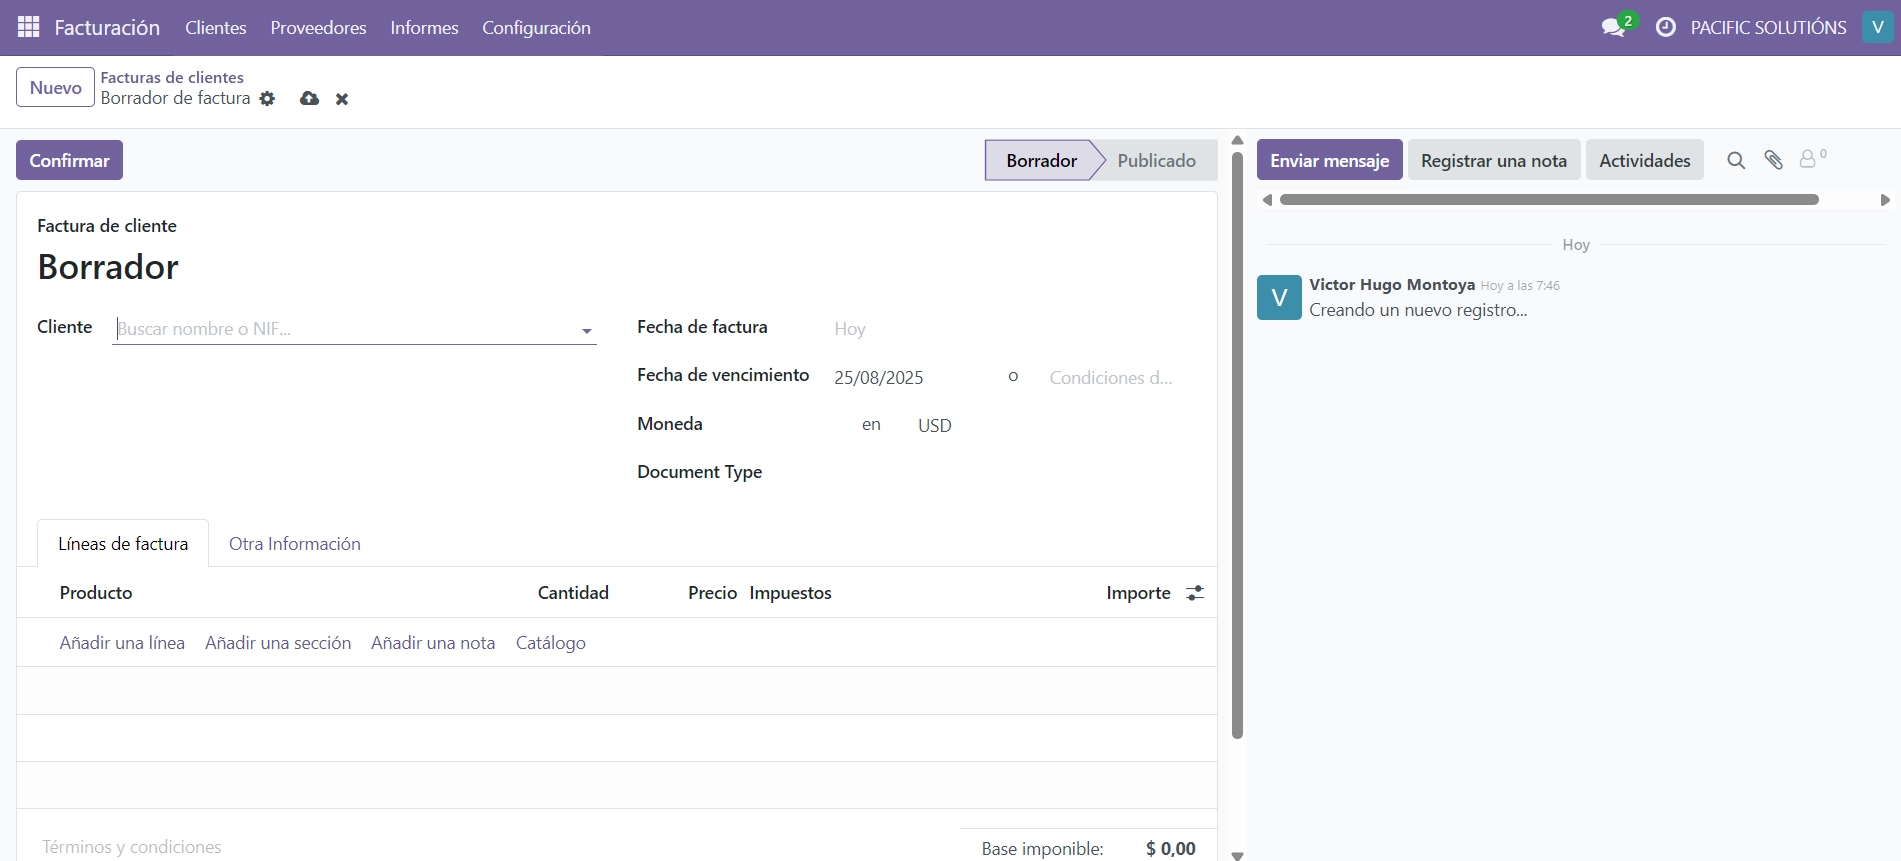 Facturación Clientes Proveedores Informes Configuración 2 PACIFIC SOLUTIÓNS V
Nuevo
Facturas de clientes
Borrador de factura
Confirmar
Borrador Publicado
Enviar mensaje Registrar una nota Actividades 0
Factura de cliente
Borrador
Cliente Buscar nombre o NIF...
Fecha de factura Hoy
Fecha de vencimiento 25/08/2025 o Condiciones d...
Moneda en USD
Document Type
Líneas de factura Otra Información
Producto Cantidad Precio Impuestos Importe
Añadir una línea Añadir una sección Añadir una nota Catálogo
Términos y condiciones
Base imponible: $ 0,00
Hoy
V
Victor Hugo Montoya Hoy a las 7:46
Creando un nuevo registro...